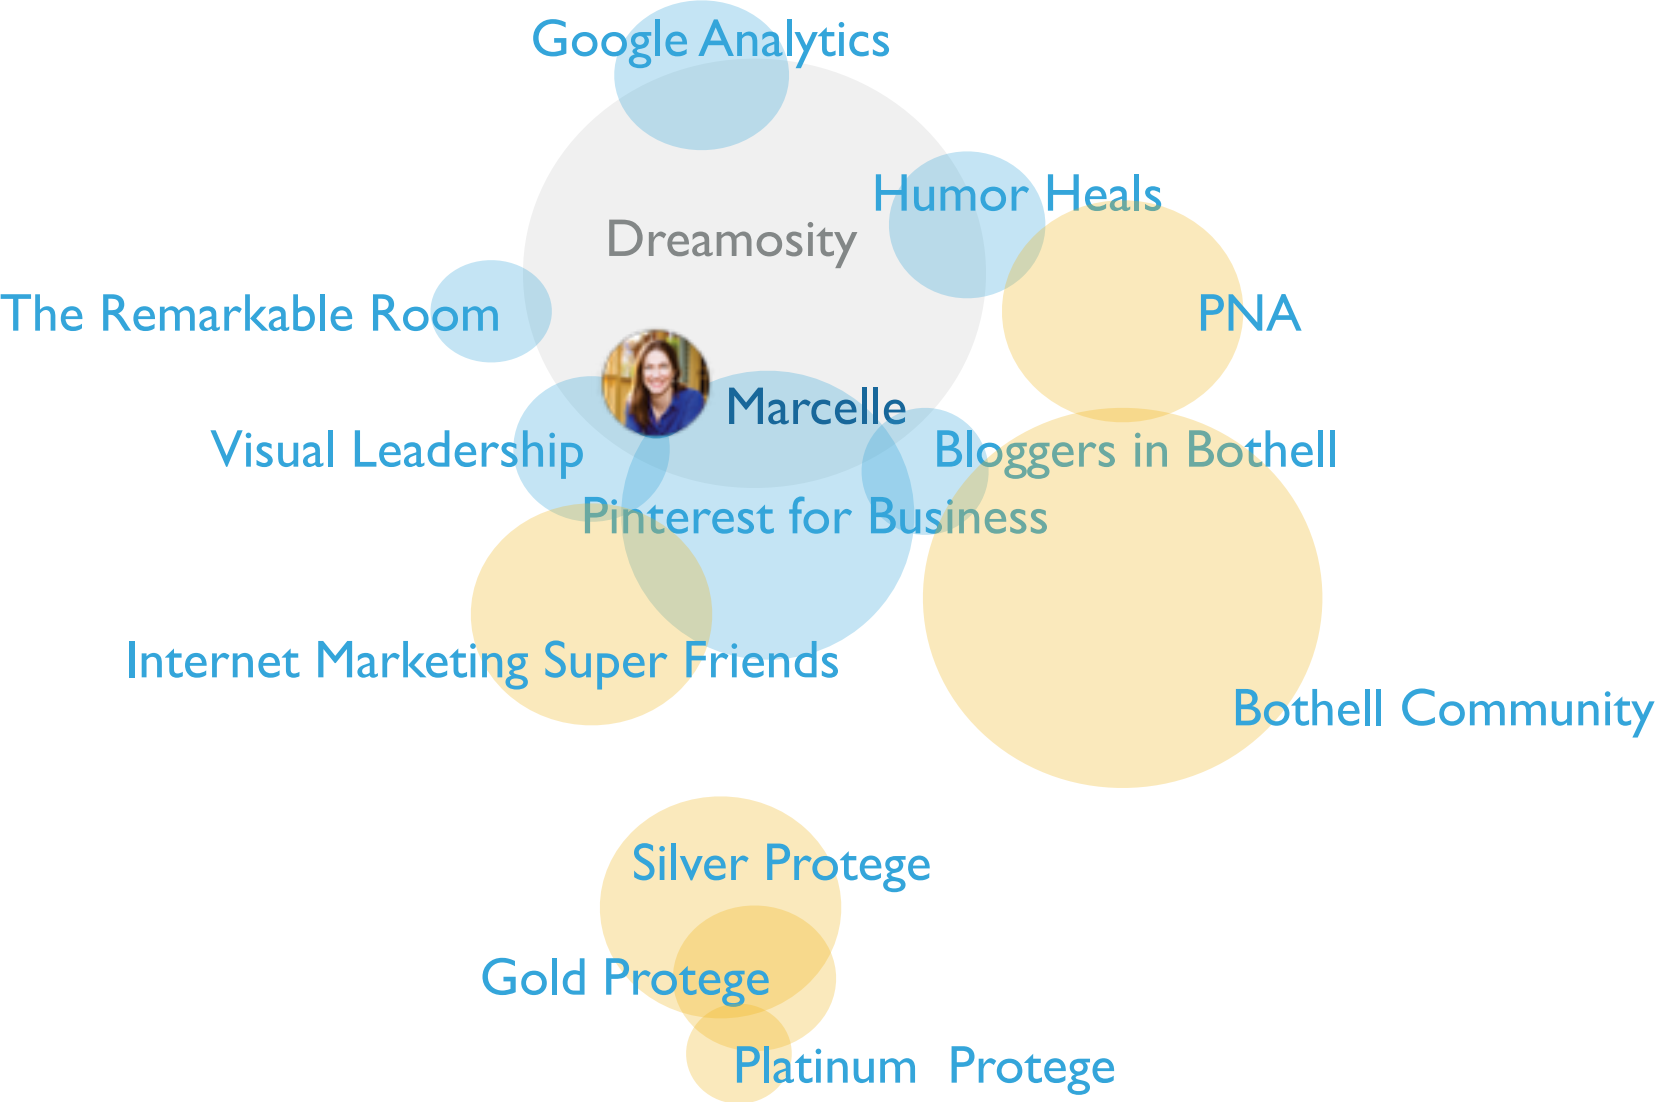 Google Analytics
Humor Heals
Dreamosity
The Remarkable Room
PNA
Marcelle
Visual Leadership
Bloggers in Bothell
Pinterest for Business
Internet Marketing Super Friends
Bothell Community
Silver Protege
Gold Protege
Platinum Protege